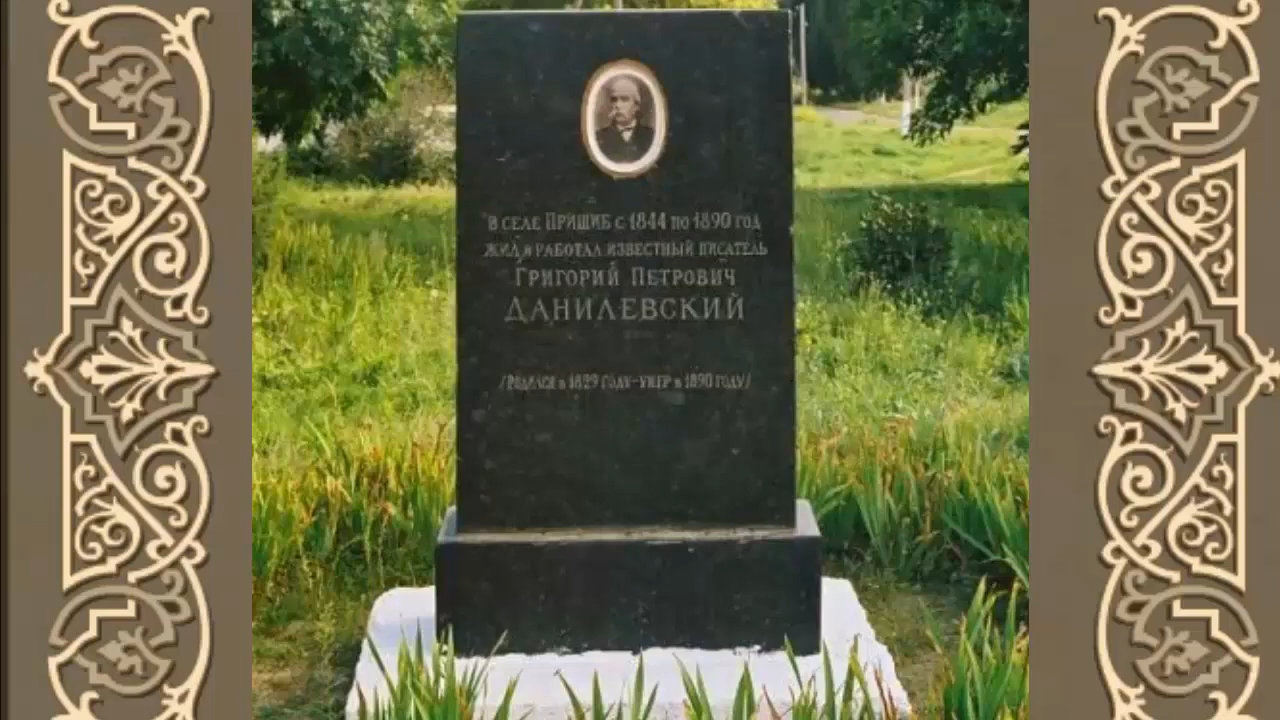 В СЕЛЕ ПРИШИБ С 1844 ПО 1890 ГОД
ЖИЛ И РАБОТАЛ ИЗВЕСТНЫЙ ПИСАТЕЛЬ
ГРИГОРИЙ ПЕТРОВИЧ
ДАНИЛЕВСКИЙ
/РОДИЛСЯ В 1829 ГОДУ-УМЕР В 1890 ГОДУ/